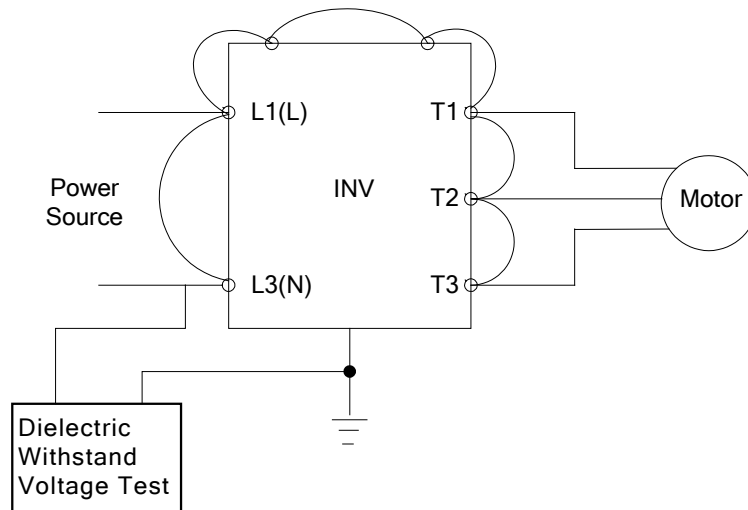 L1(L)
T1
Power
Source
INV
T2
Motor
L3(N)
T3
Dielectric
Withstand
Voltage Test